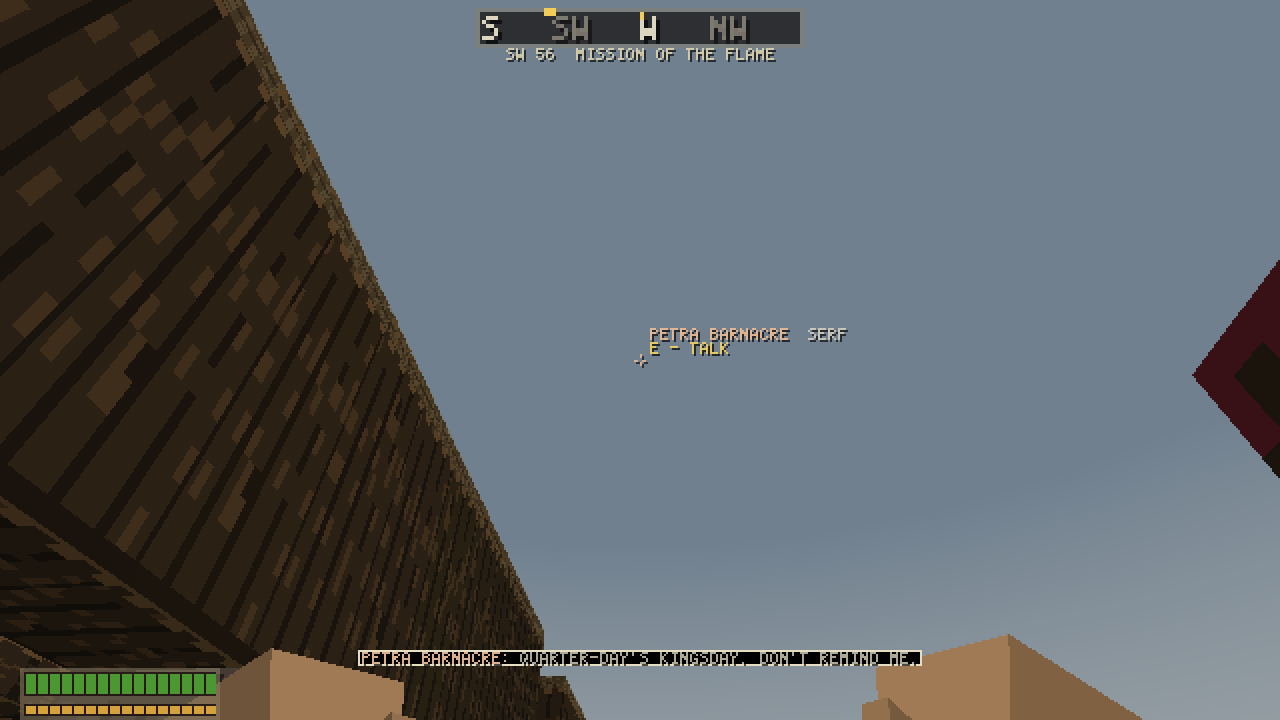 S SW W NW
SW 56 MISSION OF THE FLAME
PETRA BARNACRE SERF
E - TALK
PETRA BARNACRE: QUARTER-DAY'S KINGSDAY. DON'T REMIND ME.